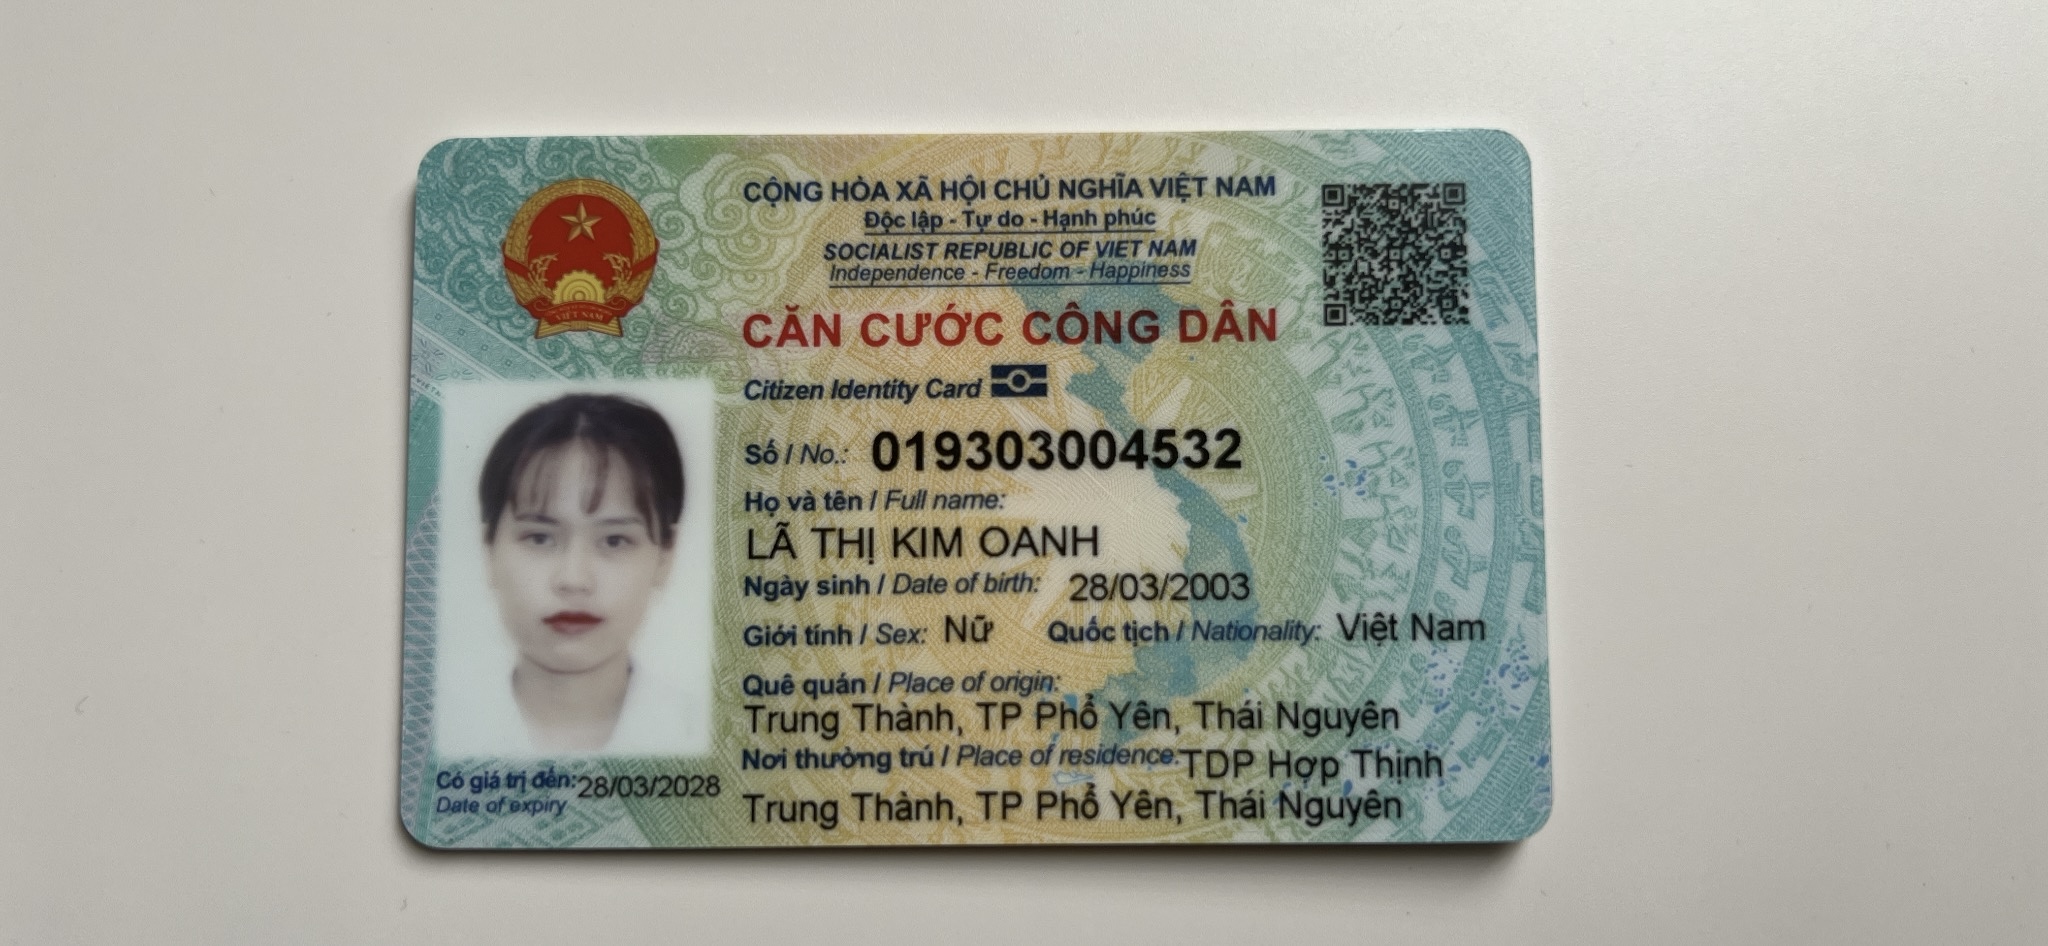 CỘNG HÒA XÃ HỘI CHỦ NGHĨA VIỆT NAM
Độc lập - Tự do - Hạnh phúc
SOCIALIST REPUBLIC OF VIET NAM
Independence - Freedom - Happiness
CĂN CƯỚC CÔNG DÂN
Citizen Identity Card
Số / No.: 019303004532
Họ và tên / Full name:
LÃ THỊ KIM OANH
Ngày sinh / Date of birth: 28/03/2003
Giới tính / Sex: Nữ Quốc tịch / Nationality: Việt Nam
Quê quán / Place of origin:
Trung Thành, TP Phổ Yên, Thái Nguyên
Nơi thường trú / Place of residence: TDP Hợp Thịnh
Trung Thành, TP Phổ Yên, Thái Nguyên
Có giá trị đến: 28/03/2028
Date of expiry
VIỆT NAM